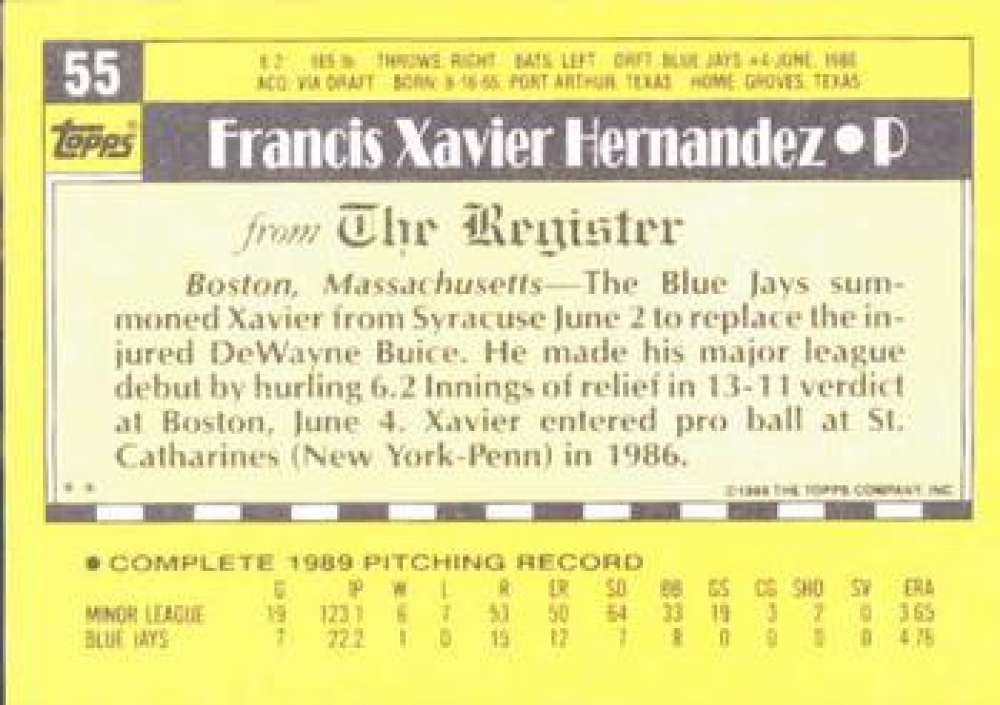 55
6'2" 185 lb. THROWS: RIGHT BATS: LEFT DRFT: BLUE JAYS #4-JUNE, 1986
ACQ: VIA DRAFT BORN: 8-16-65, PORT ARTHUR, TEXAS HOME: GROVES, TEXAS
Topps®
Francis Xavier Hernandez • P
from The Register
Boston, Massachusetts—The Blue Jays sum-
moned Xavier from Syracuse June 2 to replace the in-
jured DeWayne Buice. He made his major league
debut by hurling 6.2 Innings of relief in 13-11 verdict
at Boston, June 4. Xavier entered pro ball at St.
Catharines (New York-Penn) in 1986.
* * ©1989 THE TOPPS COMPANY, INC.
• COMPLETE 1989 PITCHING RECORD
G IP W L R ER SO BB GS CG SHO SV ERA
MINOR LEAGUE 19 123.1 6 7 53 50 64 33 19 3 2 0 3.65
BLUE JAYS 7 22.2 1 0 15 12 7 8 0 0 0 0 4.76